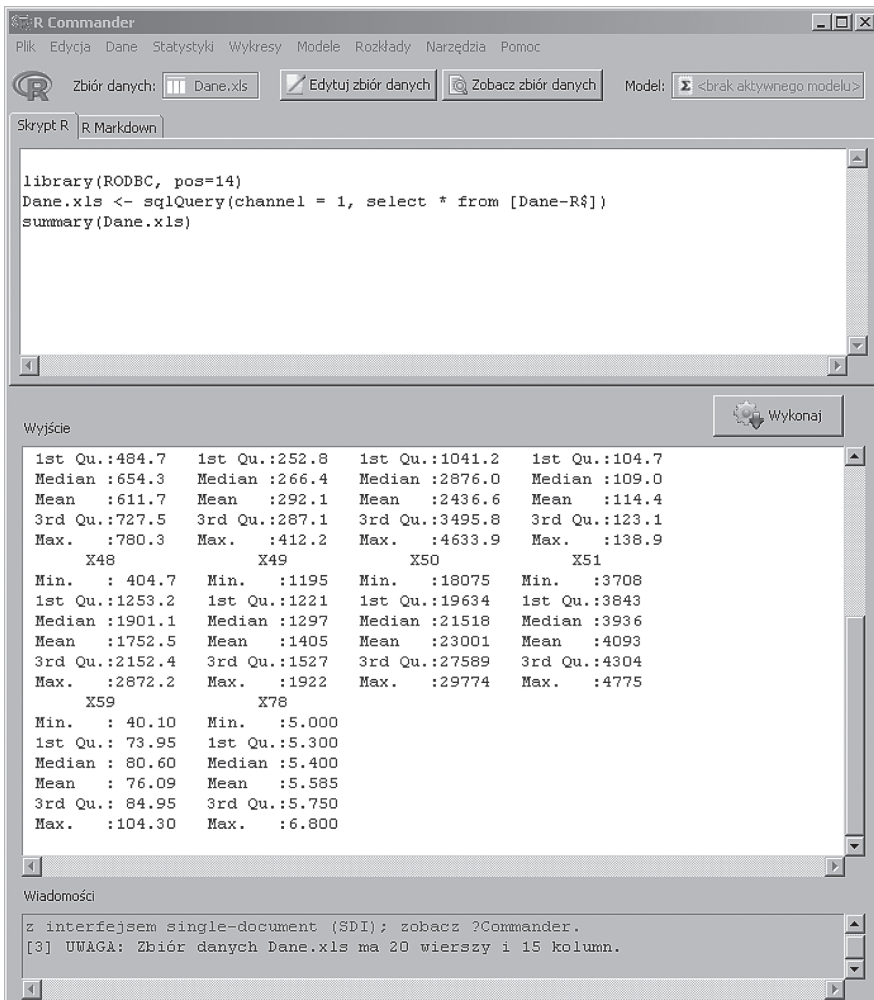 R Commander
Plik Edycja Dane Statystyki Wykresy Modele Rozkłady Narzędzia Pomoc
R Zbiór danych: Dane.xls Edytuj zbiór danych Zobacz zbiór danych Model: Σ <brak aktywnego modelu>
Skrypt R R Markdown
library(RODBC, pos=14)
Dane.xls <- sqlQuery(channel = 1, select * from [Dane-R$])
summary(Dane.xls)
Wykonaj
Wyjście
1st Qu.:484.7 1st Qu.:252.8 1st Qu.:1041.2 1st Qu.:104.7
Median :654.3 Median :266.4 Median :2876.0 Median :109.0
Mean :611.7 Mean :292.1 Mean :2436.6 Mean :114.4
3rd Qu.:727.5 3rd Qu.:287.1 3rd Qu.:3495.8 3rd Qu.:123.1
Max. :780.3 Max. :412.2 Max. :4633.9 Max. :138.9
X48 X49 X50 X51
Min. : 404.7 Min. :1195 Min. :18075 Min. :3708
1st Qu.:1253.2 1st Qu.:1221 1st Qu.:19634 1st Qu.:3843
Median :1901.1 Median :1297 Median :21518 Median :3936
Mean :1752.5 Mean :1405 Mean :23001 Mean :4093
3rd Qu.:2152.4 3rd Qu.:1527 3rd Qu.:27589 3rd Qu.:4304
Max. :2872.2 Max. :1922 Max. :29774 Max. :4775
X59 X78
Min. : 40.10 Min. :5.000
1st Qu.: 73.95 1st Qu.:5.300
Median : 80.60 Median :5.400
Mean : 76.09 Mean :5.585
3rd Qu.: 84.95 3rd Qu.:5.750
Max. :104.30 Max. :6.800
Wiadomości
z interfejsem single-document (SDI); zobacz ?Commander.
[3] UWAGA: Zbiór danych Dane.xls ma 20 wierszy i 15 kolumn.